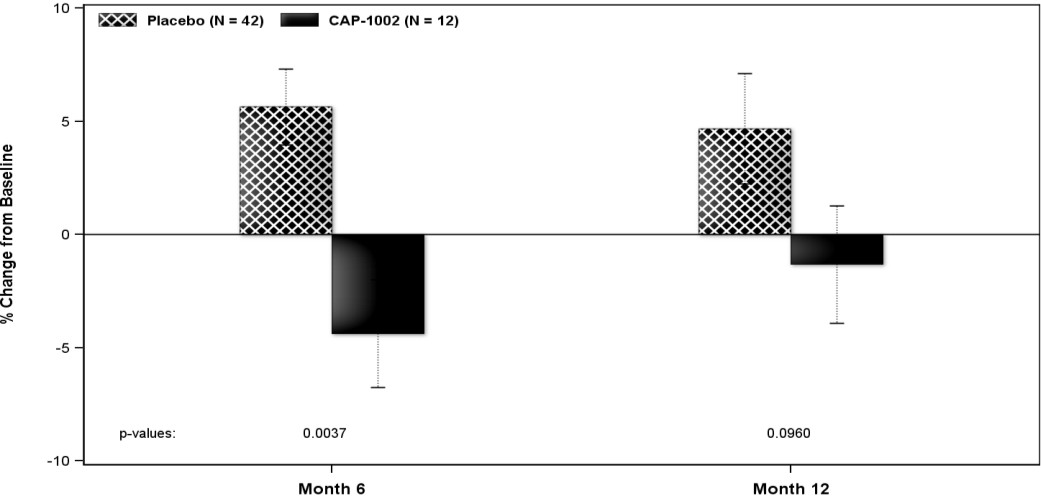 10
Placebo (N = 42) CAP-1002 (N = 12)
5
0
-5
-10
% Change from Baseline
p-values: 0.0037 0.0960
Month 6 Month 12